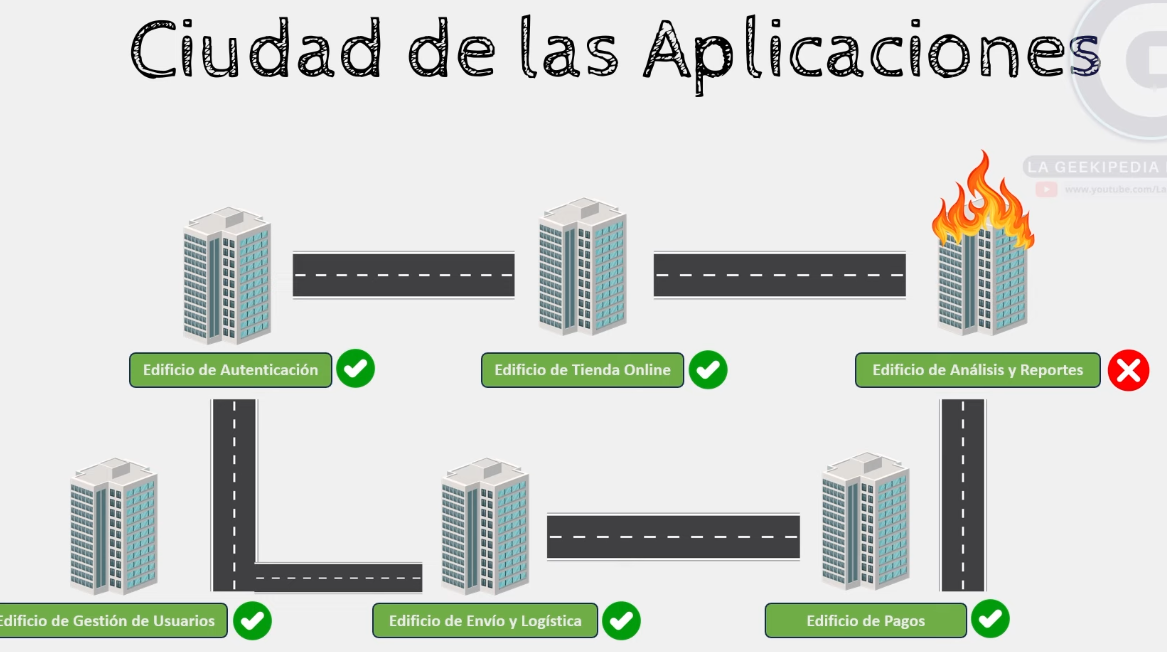 Ciudad de las Aplicaciones
LA GEEKIPEDIA
www.youtube.com/La
Edificio de Autenticación
Edificio de Tienda Online
Edificio de Análisis y Reportes
Edificio de Gestión de Usuarios
Edificio de Envío y Logística
Edificio de Pagos